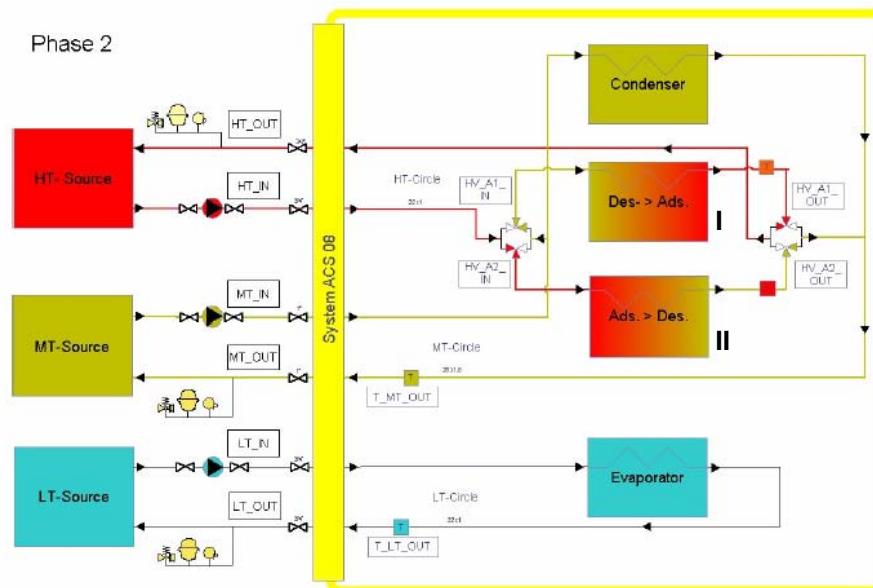 Phase 2
Condenser
HT_OUT
HT- Source
HT_IN
HT-Circle
22x1
HV_A1_
IN
Des- > Ads.
I
T
HV_A1_
OUT
System ACS 08
HV_A2_
IN
HV_A2_
OUT
MT_IN
Ads. > Des.
II
MT-Source
MT_OUT
MT-Circle
T
T_MT_OUT
LT_IN
Evaporator
LT-Source
LT_OUT
LT-Circle
22x1
T
T_LT_OUT